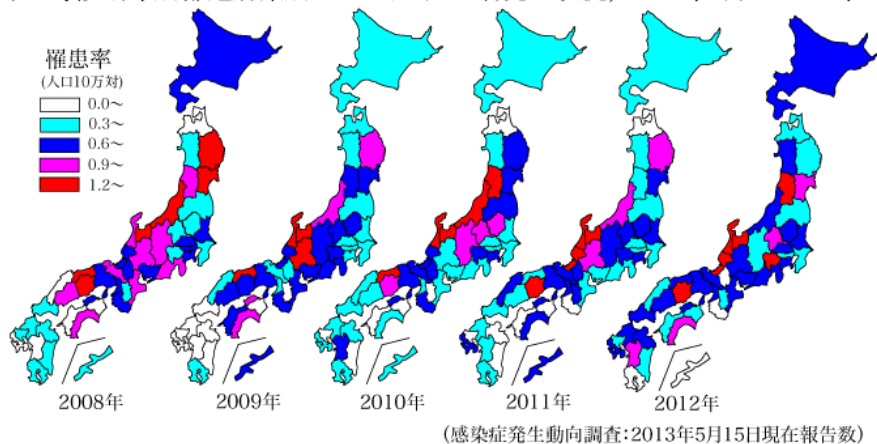 罹患率
(人口10万対)
0.0~
0.3~
0.6~
0.9~
1.2~
2008年
2009年
2010年
2011年
2012年
(感染症発生動向調査:2013年5月15日現在報告数)